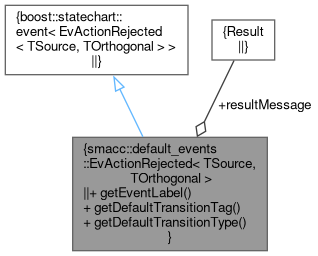 {boost::statechart::
event< EvActionRejected
< TSource, TOrthogonal > >
||}
{Result
||}
+resultMessage
{smacc::default_events
::EvActionRejected< TSource,
TOrthogonal >
||+ getEventLabel()
+ getDefaultTransitionTag()
+ getDefaultTransitionType()
}